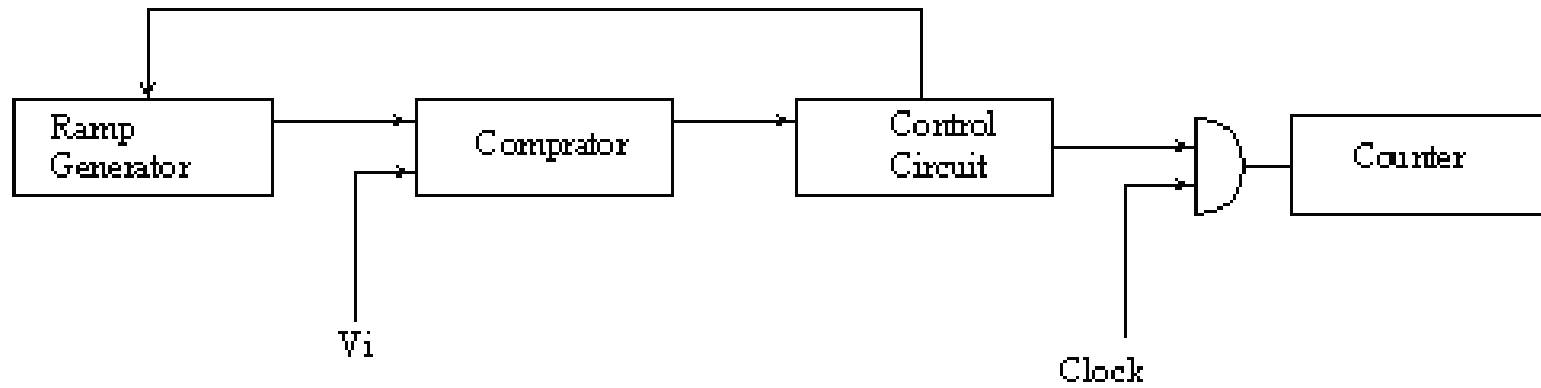 Ramp
Generator
Comprator
Control
Circuit
Counter
Vi
Clock